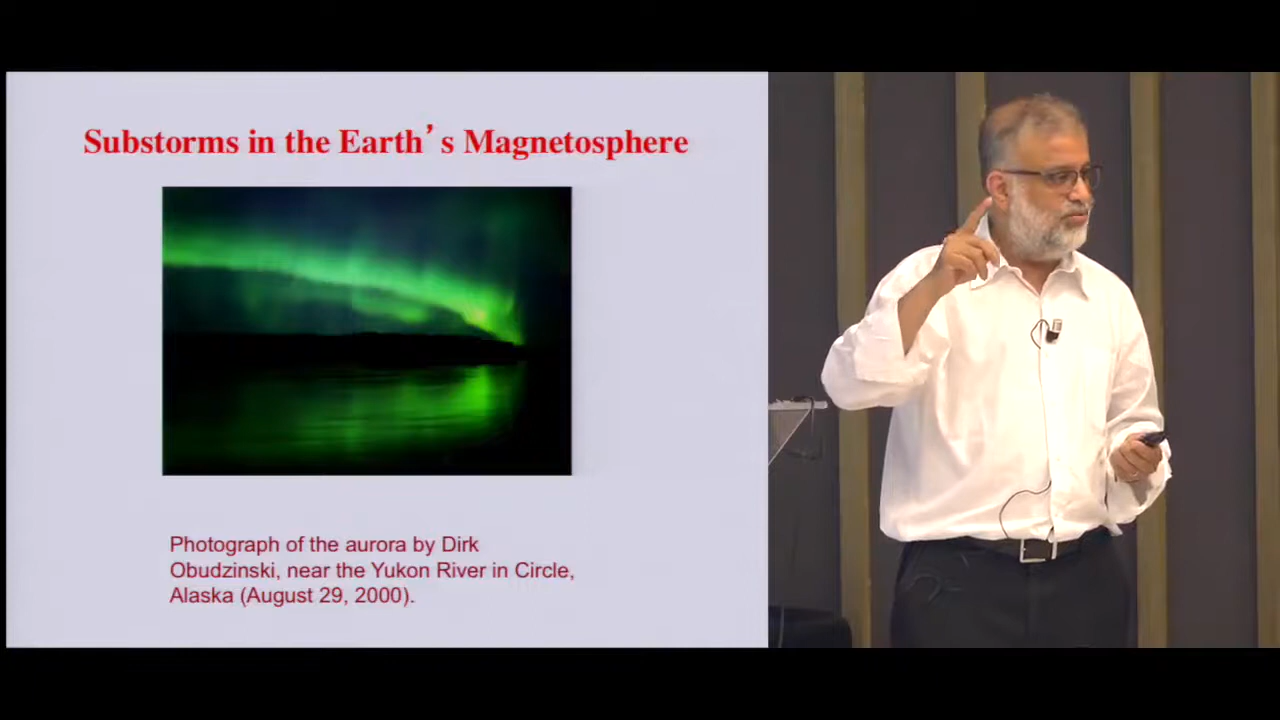 Substorms in the Earth’s Magnetosphere
Photograph of the aurora by Dirk
Obudzinski, near the Yukon River in Circle,
Alaska (August 29, 2000).